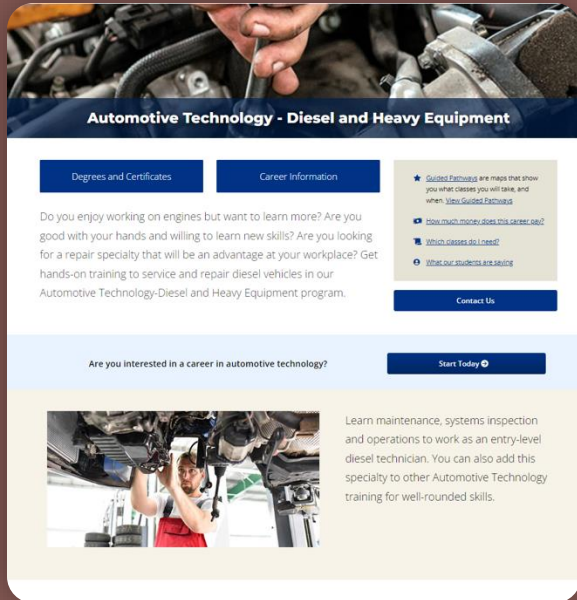 Automotive Technology - Diesel and Heavy Equipment
Degrees and Certificates
Career Information
Do you enjoy working on engines but want to learn more? Are you
good with your hands and willing to learn new skills? Are you looking
for a repair specialty that will be an advantage at your workplace? Get
hands-on training to service and repair diesel vehicles in our
Automotive Technology-Diesel and Heavy Equipment program.
Guided Pathways are maps that show
you what classes you will take, and
when. View Guided Pathways
How much money does this career pay?
Which classes do I need?
What our students are saying
Contact Us
Are you interested in a career in automotive technology?
Start Today
Learn maintenance, systems inspection
and operations to work as an entry-level
diesel technician. You can also add this
specialty to other Automotive Technology
training for well-rounded skills.